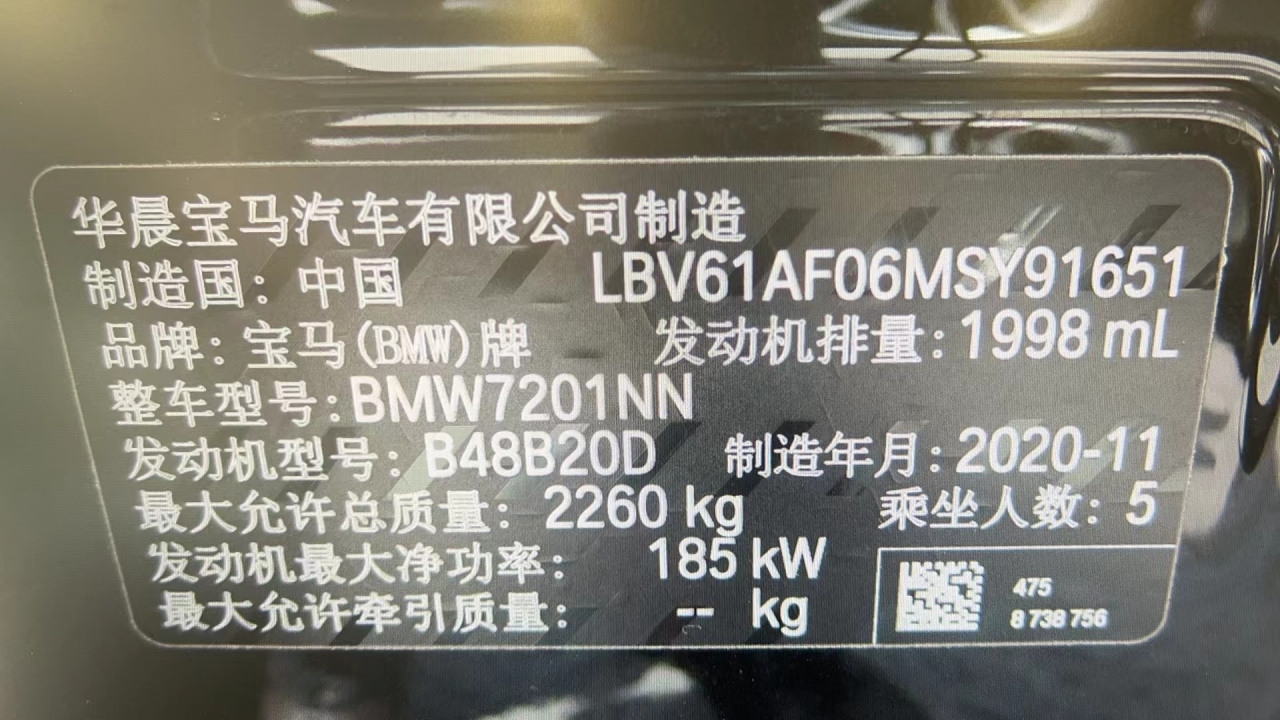 华晨宝马汽车有限公司制造
制造国：中国 LBV61AF06MSY91651
品牌：宝马(BMW)牌 发动机排量：1998 mL
整车型号：BMW7201NN
发动机型号：B48B20D 制造年月：2020-11
最大允许总质量：2260 kg 乘坐人数：5
发动机最大净功率：185 kW
最大允许牵引质量：-- kg
475
8 738 756